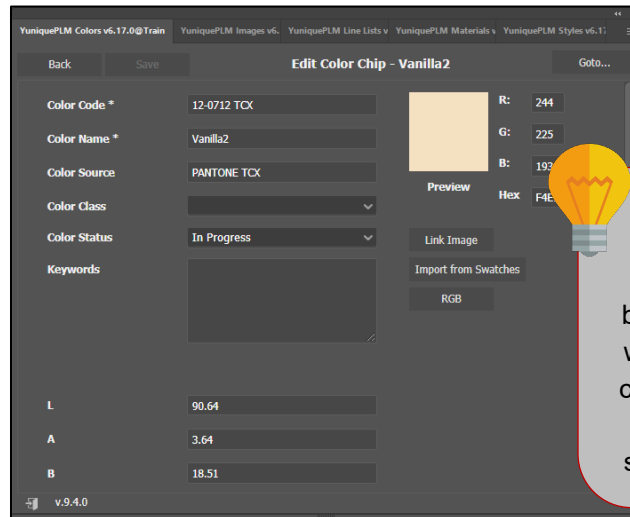 YuniquePLM Colors v6.17.0@Train YuniquePLM Images v6. YuniquePLM Line Lists v YuniquePLM Materials v YuniquePLM Styles v6.17
Back Save Edit Color Chip - Vanilla2 Goto...
Color Code * 12-0712 TCX R: 244
Color Name * Vanilla2 G: 225
Color Source PANTONE TCX B: 193
Preview Hex F4E
Color Class
Color Status In Progress Link Image
Keywords Import from Swatches
RGB
L 90.64
A 3.64
B 18.51
v.9.4.0